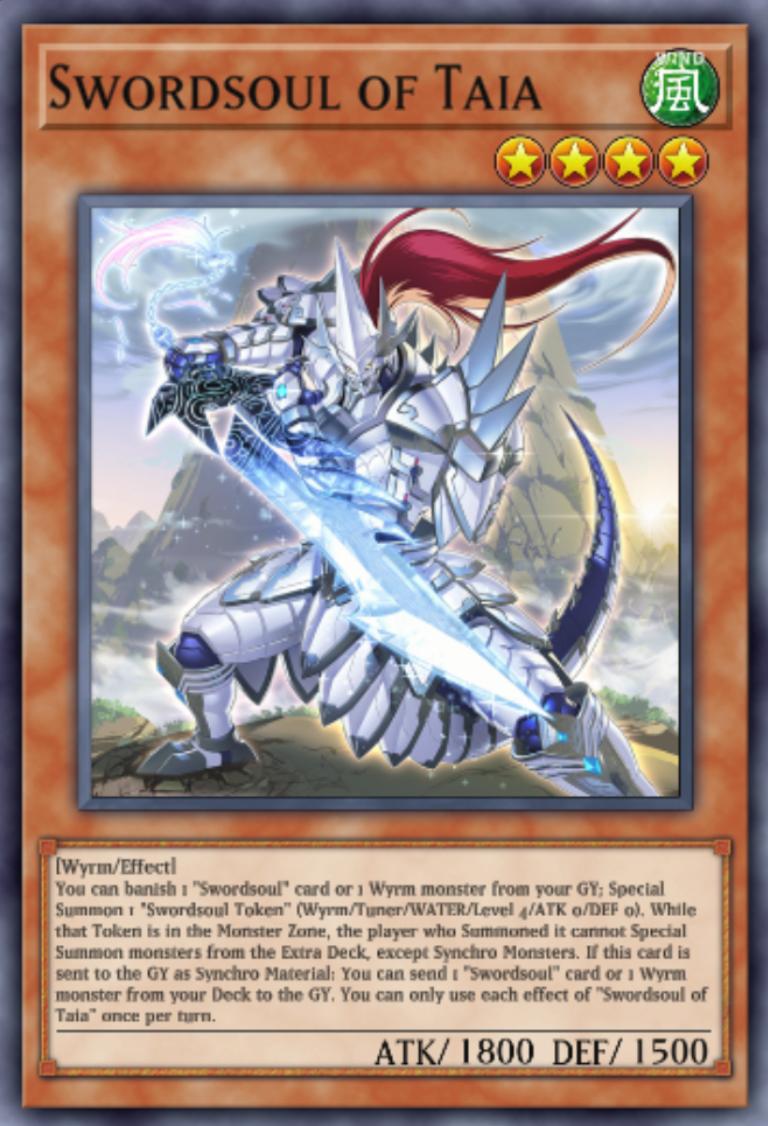 Swordsoul of Taia
WIND
風
[Wyrm/Effect]
You can banish 1 "Swordsoul" card or 1 Wyrm monster from your GY; Special
Summon 1 "Swordsoul Token" (Wyrm/Tuner/WATER/Level 4/ATK 0/DEF 0). While
that Token is in the Monster Zone, the player who Summoned it cannot Special
Summon monsters from the Extra Deck, except Synchro Monsters. If this card is
sent to the GY as Synchro Material: You can send 1 "Swordsoul" card or 1 Wyrm
monster from your Deck to the GY. You can only use each effect of "Swordsoul of
Taia" once per turn.
ATK/ 1800 DEF/ 1500